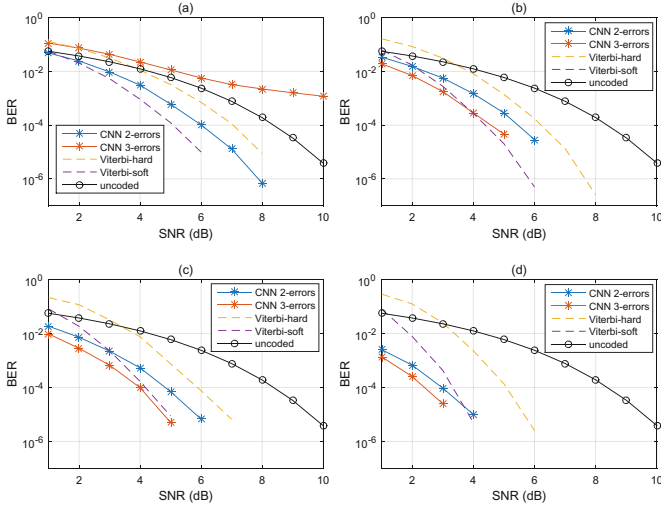 (a)
10^0
10^-2
10^-4
10^-6
BER
2
4
6
8
10
SNR (dB)
CNN 2-errors
CNN 3-errors
Viterbi-hard
Viterbi-soft
uncoded
(b)
10^0
10^-2
10^-4
10^-6
BER
2
4
6
8
10
SNR (dB)
CNN 2-errors
CNN 3-errors
Viterbi-hard
Viterbi-soft
uncoded
(c)
10^0
10^-2
10^-4
10^-6
BER
2
4
6
8
10
SNR (dB)
CNN 2-errors
CNN 3-errors
Viterbi-hard
Viterbi-soft
uncoded
(d)
10^0
10^-2
10^-4
10^-6
BER
2
4
6
8
10
SNR (dB)
CNN 2-errors
CNN 3-errors
Viterbi-hard
Viterbi-soft
uncoded